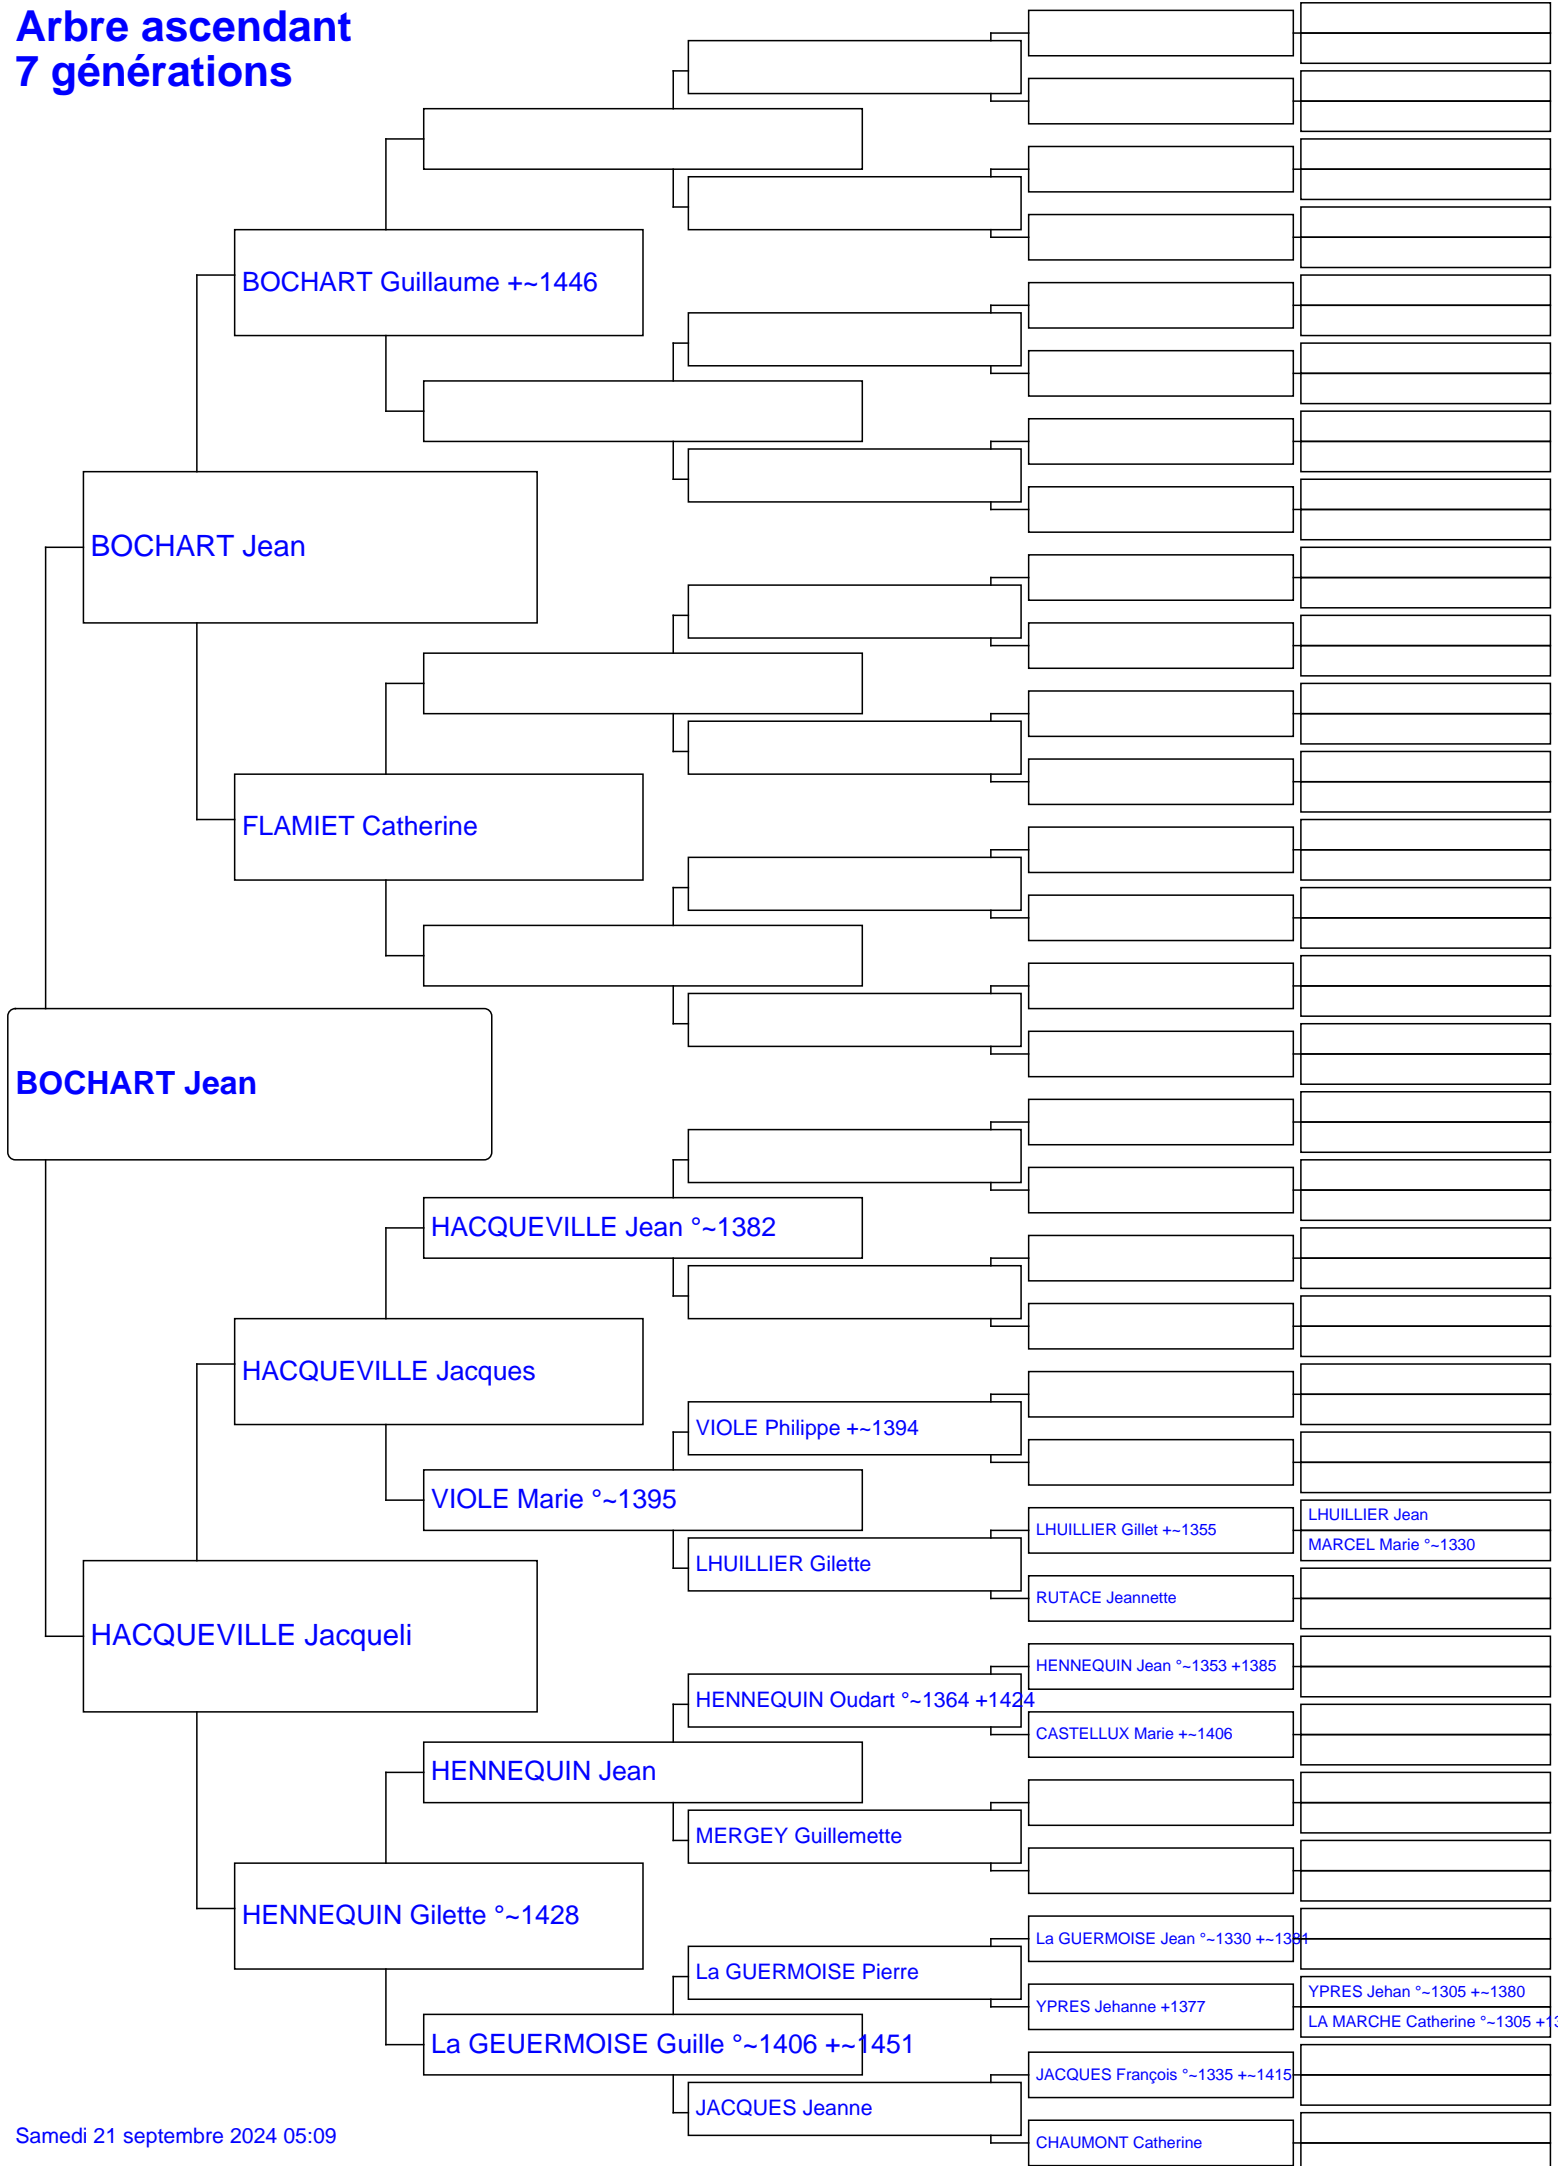 Arbre ascendant
7 générations
BOCHART Guillaume +~1446
BOCHART Jean
FLAMIET Catherine
BOCHART Jean
HACQUEVILLE Jean °~1382
HACQUEVILLE Jacques
VIOLE Philippe +~1394
VIOLE Marie °~1395
LHUILLIER Jean
LHUILLIER Gillet +~1355
MARCEL Marie °~1330
LHUILLIER Gilette
RUTACE Jeannette
HACQUEVILLE Jacqueli
HENNEQUIN Jean °~1353 +1385
HENNEQUIN Oudart °~1364 +1424
CASTELLUX Marie +~1406
HENNEQUIN Jean
MERGEY Guillemette
HENNEQUIN Gilette °~1428
La GUERMOISE Jean °~1330 +~1381
La GUERMOISE Pierre
YPRES Jehan °~1305 +~1380
YPRES Jehanne +1377
LA MARCHE Catherine °~1305
La GEUERMOISE Guille °~1406 +~1451
JACQUES François °~1335 +~1415
JACQUES Jeanne
CHAUMONT Catherine
Samedi 21 septembre 2024 05:09